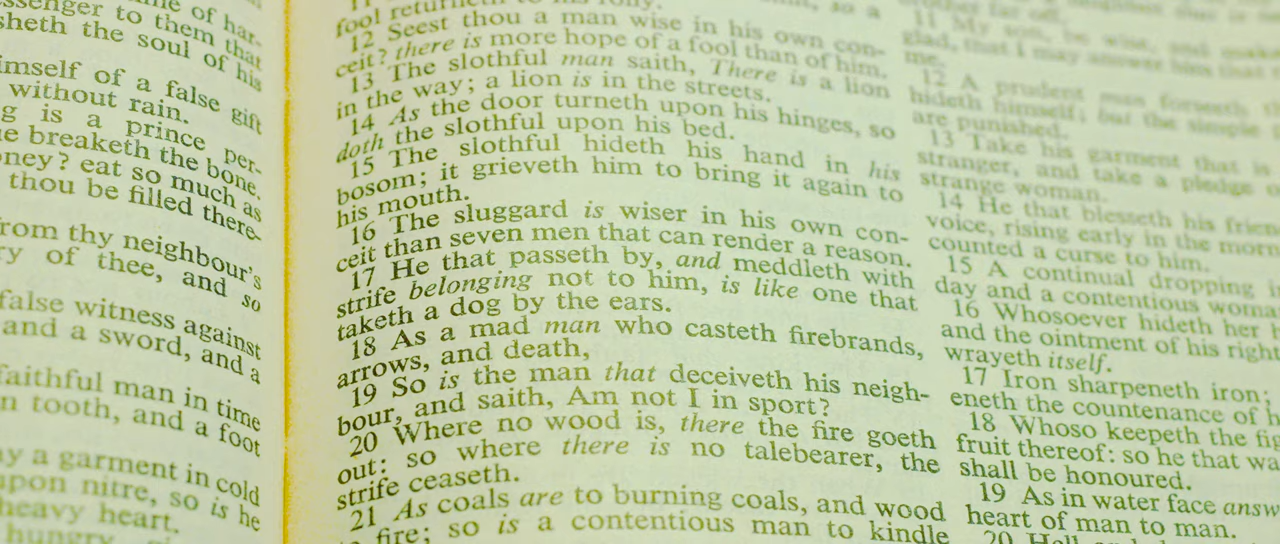 me of har-
ssenger to them that
sheth the soul of his
imself of a false gift
without rain.
g is a prince per-
e breaketh the bone.
ney? eat so much as
thou be filled there-
rom thy neighbour's
ry of thee, and so
false witness against
and a sword, and a
faithful man in time
n tooth, and a foot
y a garment in cold
upon nitre, so is he
heavy heart.
fool returneth to his folly.
12 Seest thou a man wise in his own con-
ceit? there is more hope of a fool than of him.
13 The slothful man saith, There is a lion
in the way; a lion is in the streets.
14 As the door turneth upon his hinges, so
doth the slothful upon his bed.
15 The slothful hideth his hand in his
bosom; it grieveth him to bring it again to
his mouth.
16 The sluggard is wiser in his own con-
ceit than seven men that can render a reason.
17 He that passeth by, and meddleth with
strife belonging not to him, is like one that
taketh a dog by the ears.
18 As a mad man who casteth firebrands,
arrows, and death,
19 So is the man that deceiveth his neigh-
bour, and saith, Am not I in sport?
20 Where no wood is, there the fire goeth
out: so where there is no talebearer, the
strife ceaseth.
21 As coals are to burning coals, and wood
to fire; so is a contentious man to kindle
11 My son, be wise, and make
glad, that I may answer him that
me.
12 A prudent man foreseeth
hideth himself; but the simple
are punished.
13 Take his garment that is
stranger, and take a pledge
strange woman.
14 He that blesseth his frien
voice, rising early in the morn
counted a curse to him.
15 A continual dropping i
day and a contentious woma
16 Whosoever hideth her h
and the ointment of his right
wrayeth itself.
17 Iron sharpeneth iron;
eneth the countenance of h
18 Whoso keepeth the fig
fruit thereof: so he that wa
shall be honoured.
19 As in water face answ
heart of man to man.
20 Hell